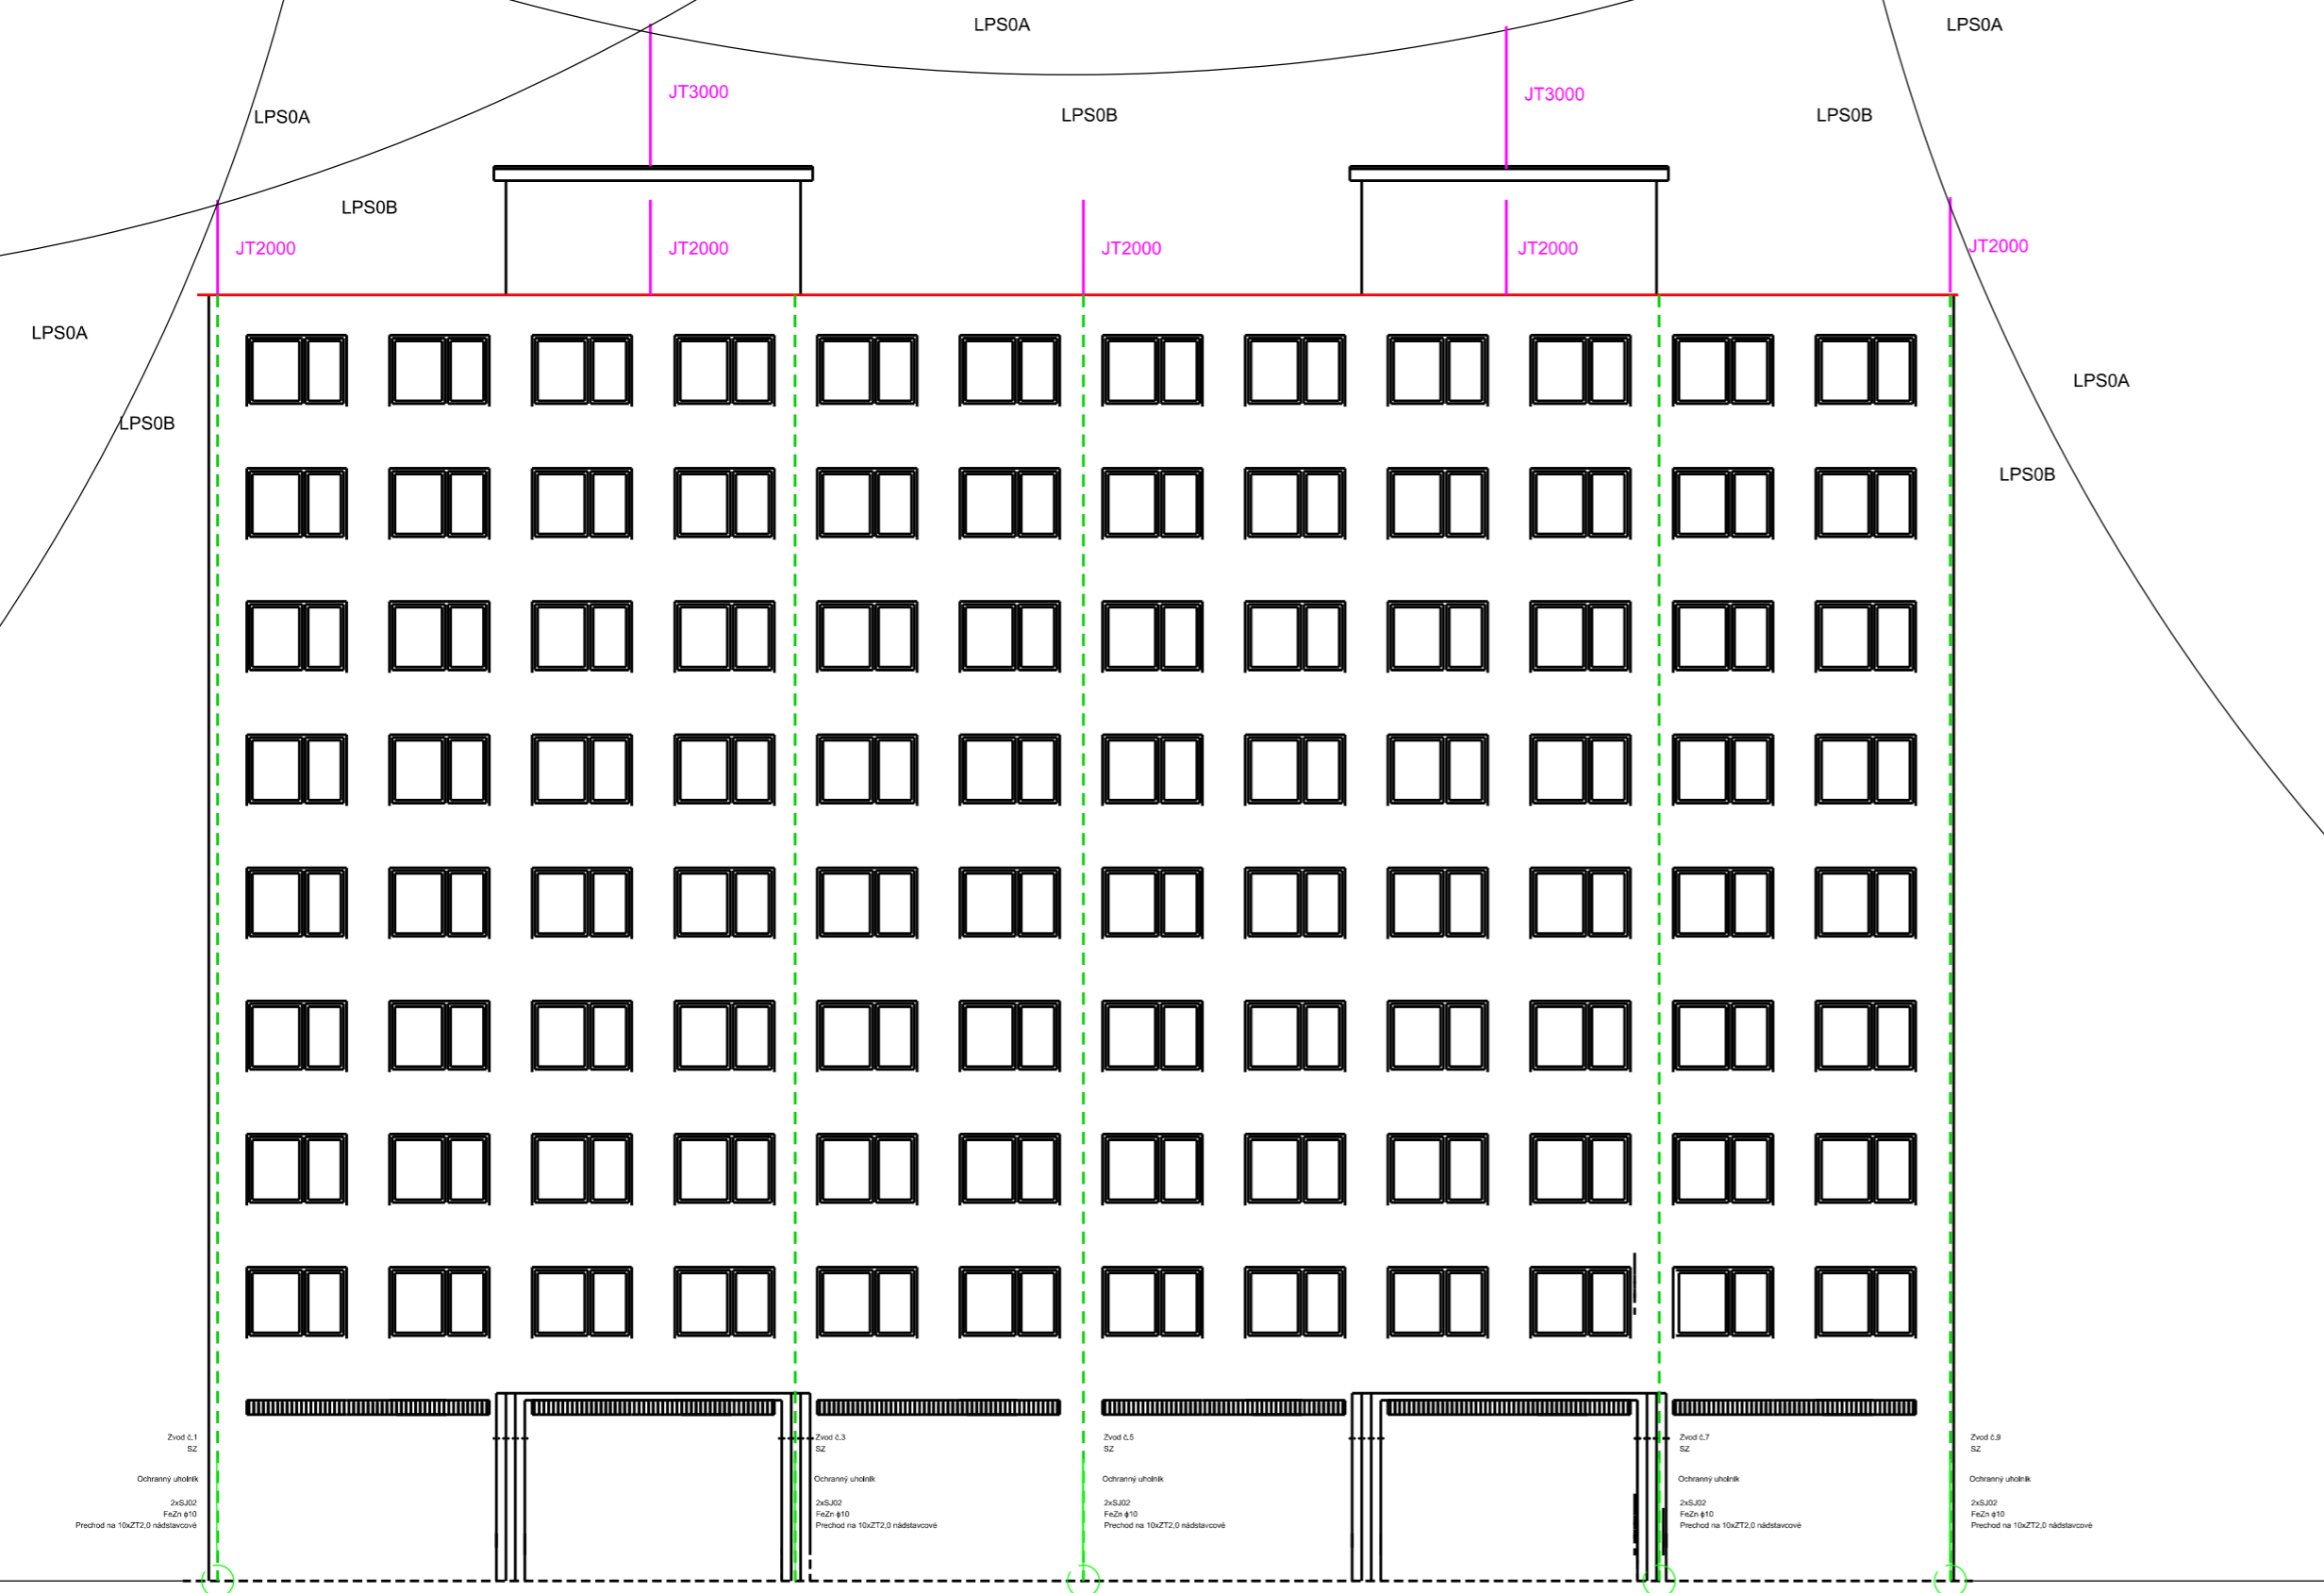 LPS0A
LPS0A
JT3000
JT3000
LPS0A
LPS0B
LPS0B
LPS0B
JT2000
JT2000
JT2000
JT2000
JT2000
LPS0A
LPS0A
LPS0B
LPS0B
Zvod č.1
SZ
Ochranný uholník
2xSJ02
FeZn ϕ10
Prechod na 10xZT2,0 nádstavcové
Zvod č.3
SZ
Ochranný uholník
2xSJ02
FeZn ϕ10
Prechod na 10xZT2,0 nádstavcové
Zvod č.5
SZ
Ochranný uholník
2xSJ02
FeZn ϕ10
Prechod na 10xZT2,0 nádstavcové
Zvod č.7
SZ
Ochranný uholník
2xSJ02
FeZn ϕ10
Prechod na 10xZT2,0 nádstavcové
Zvod č.9
SZ
Ochranný uholník
2xSJ02
FeZn ϕ10
Prechod na 10xZT2,0 nádstavcové